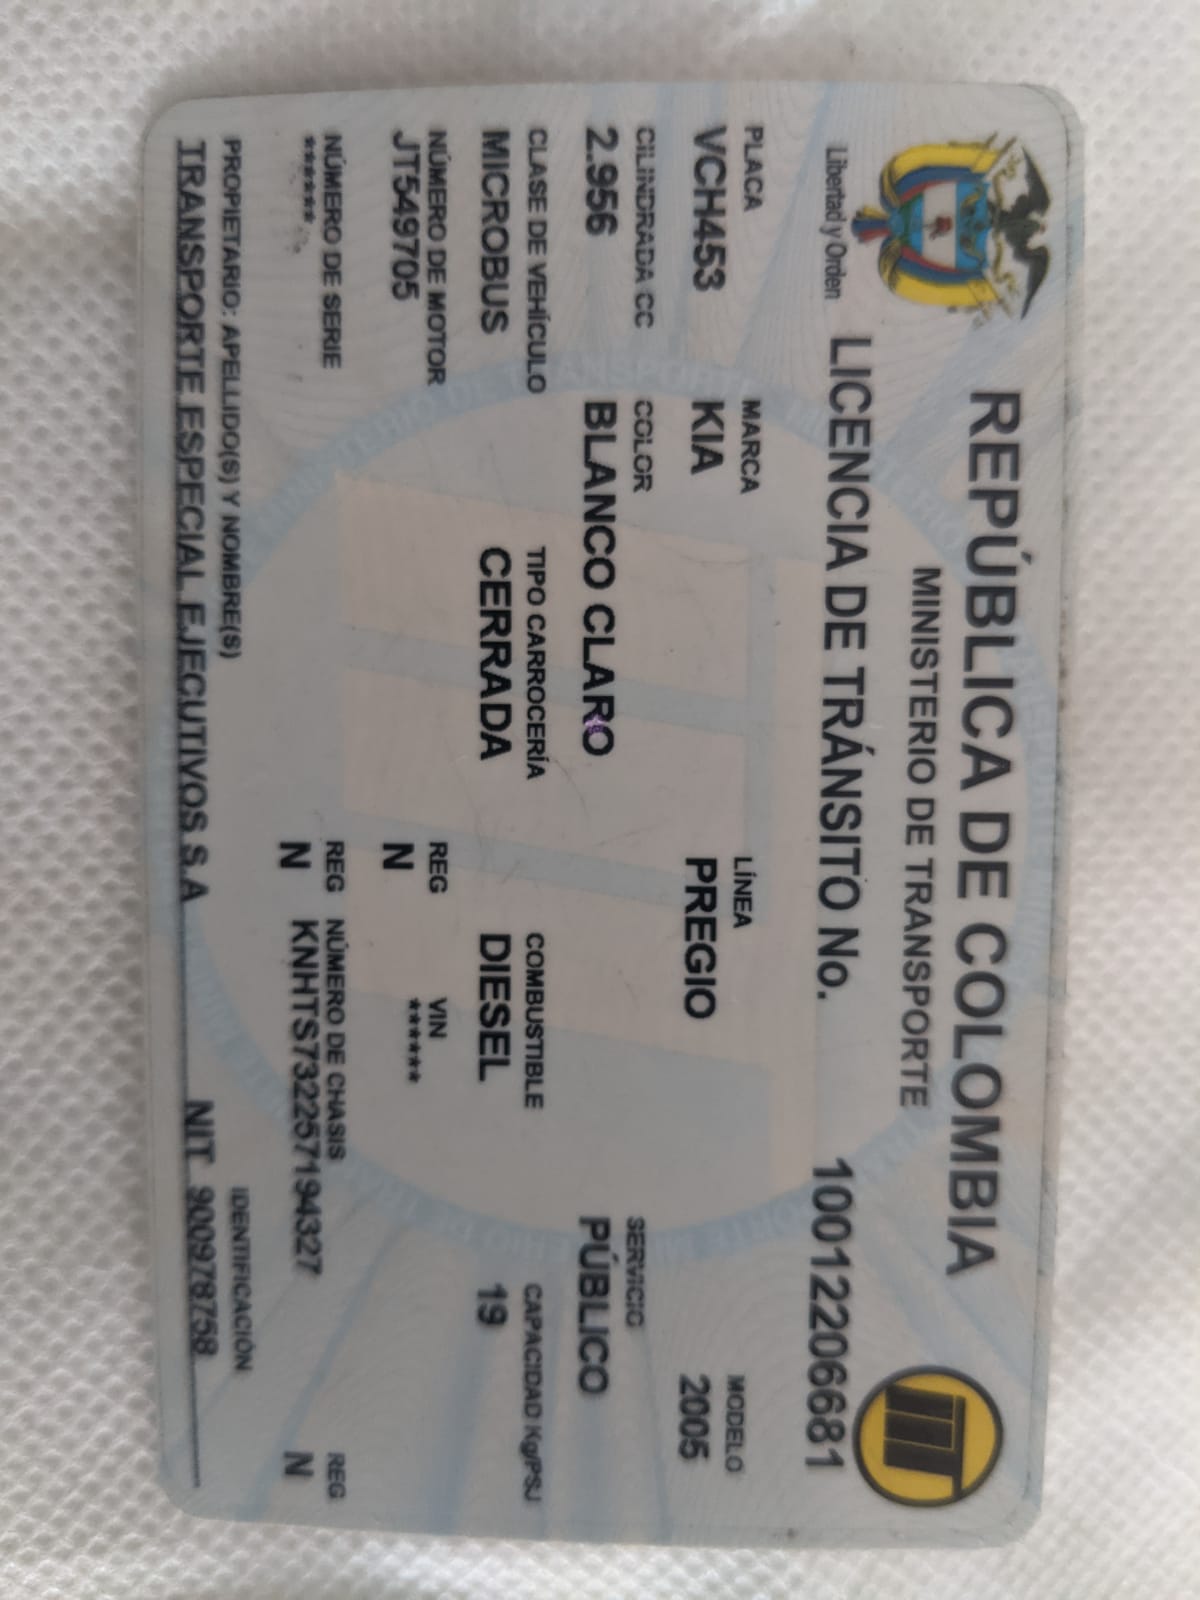 REPÚBLICA DE COLOMBIA
MINISTERIO DE TRANSPORTE
Libertad y Orden
LICENCIA DE TRÁNSITO No. 10012206681
PLACA MARCA LÍNEA MODELO
VCH453 KIA PREGIO 2005
CILINDRADA CC COLOR SERVICIO
2.956 BLANCO CLARO PÚBLICO
CLASE DE VEHÍCULO TIPO CARROCERÍA COMBUSTIBLE CAPACIDAD Kg/PSJ
MICROBUS CERRADA DIESEL 19
NÚMERO DE MOTOR REG VIN
JT549705 N *****
NÚMERO DE SERIE REG NÚMERO DE CHASIS REG
***** N KNHTS732257194327 N
PROPIETARIO: APELLIDO(S) Y NOMBRE(S) IDENTIFICACIÓN
TRANSPORTE ESPECIAL EJECUTIVOS S.A NIT 900978758